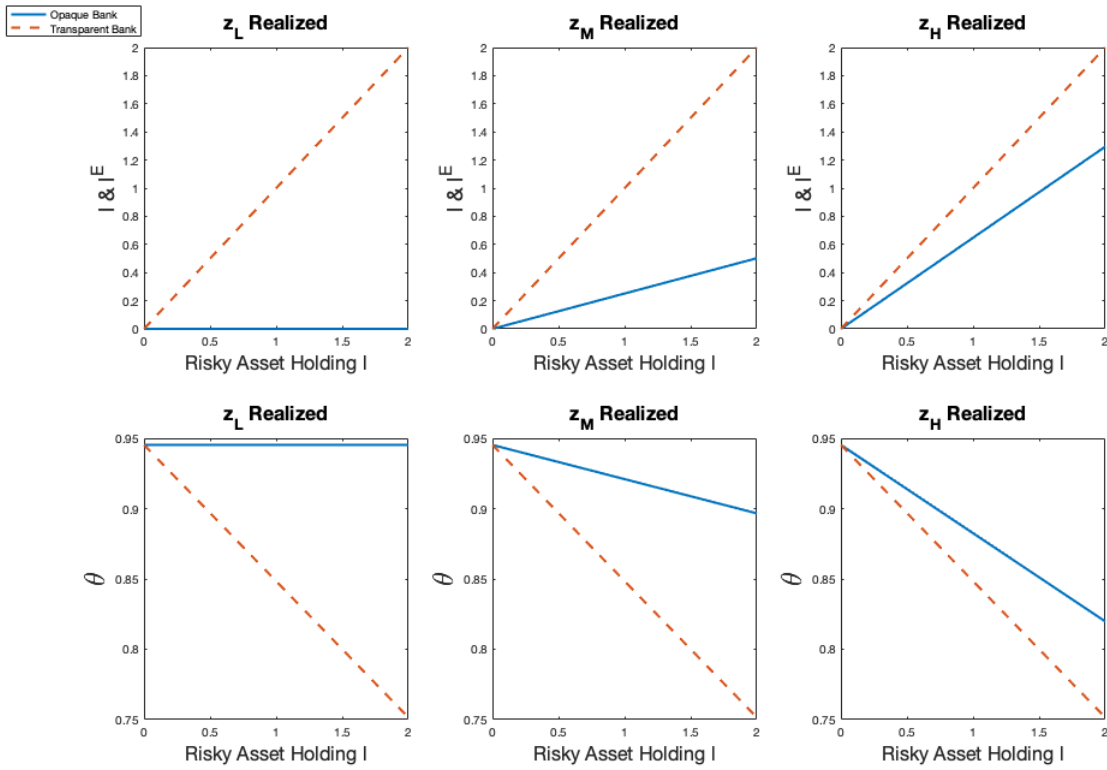 Opaque Bank
Transparent Bank
z_L Realized
z_M Realized
z_H Realized
I & I^E
2
1.8
1.6
1.4
1.2
1
0.8
0.6
0.4
0.2
0
0 0.5 1 1.5 2
Risky Asset Holding I
I & I^E
2
1.8
1.6
1.4
1.2
1
0.8
0.6
0.4
0.2
0
0 0.5 1 1.5 2
Risky Asset Holding I
I & I^E
2
1.8
1.6
1.4
1.2
1
0.8
0.6
0.4
0.2
0
0 0.5 1 1.5 2
Risky Asset Holding I
z_L Realized
z_M Realized
z_H Realized
θ
0.95
0.9
0.85
0.8
0.75
0 0.5 1 1.5 2
Risky Asset Holding I
θ
0.95
0.9
0.85
0.8
0.75
0 0.5 1 1.5 2
Risky Asset Holding I
θ
0.95
0.9
0.85
0.8
0.75
0 0.5 1 1.5 2
Risky Asset Holding I